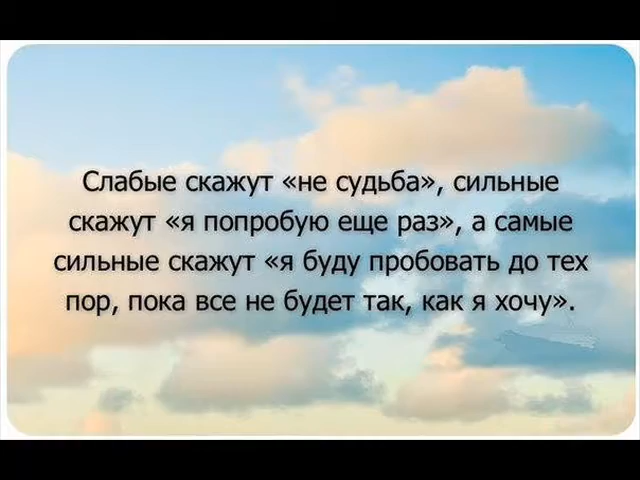 Слабые скажут «не судьба», сильные
скажут «я попробую еще раз», а самые
сильные скажут «я буду пробовать до тех
пор, пока все не будет так, как я хочу».